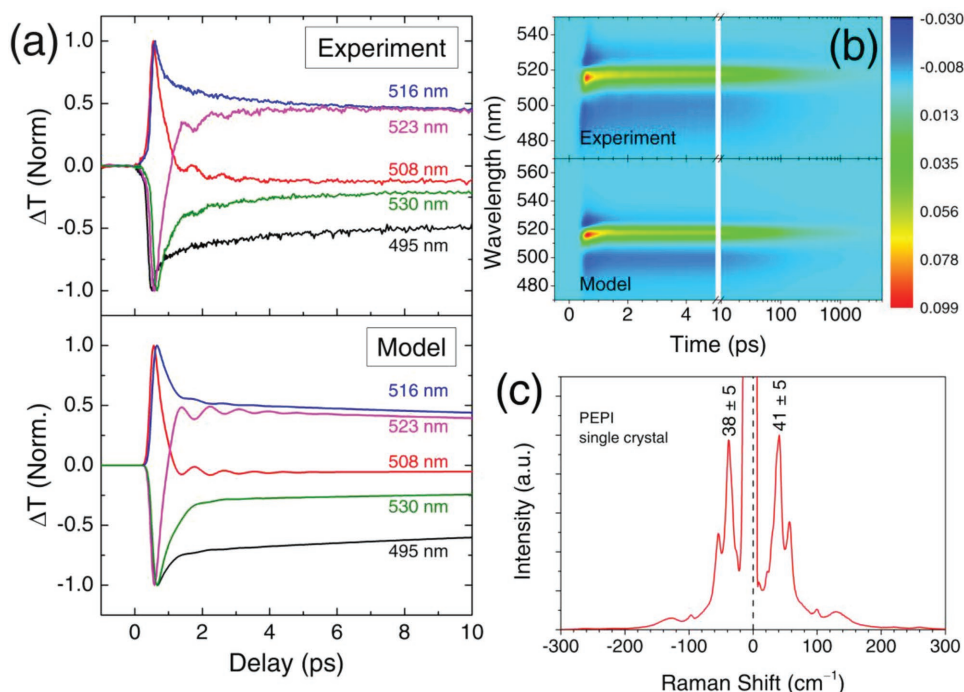 (a)
Experiment
ΔT (Norm)
1.0
0.5
0.0
-0.5
-1.0
516 nm
523 nm
508 nm
530 nm
495 nm
Model
ΔT (Norm.)
1.0
0.5
0.0
-0.5
-1.0
516 nm
523 nm
508 nm
530 nm
495 nm
0 2 4 6 8 10
Delay (ps)
(b)
Wavelength (nm)
540
520
500
480
Experiment
560
540
520
500
480
Model
0 2 4 10 100 1000
Time (ps)
-0.030
-0.008
0.013
0.035
0.056
0.078
0.099
(c)
PEPI
single crystal
38 ± 5
41 ± 5
Intensity (a.u.)
-300 -200 -100 0 100 200 300
Raman Shift (cm⁻¹)